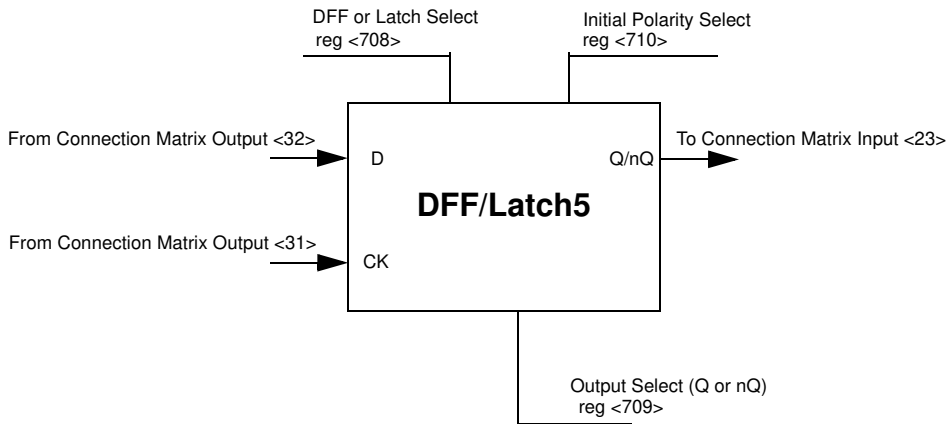 DFF or Latch Select
reg <708>
Initial Polarity Select
reg <710>
From Connection Matrix Output <32>
D
Q/nQ
To Connection Matrix Input <23>
DFF/Latch5
From Connection Matrix Output <31>
CK
Output Select (Q or nQ)
reg <709>